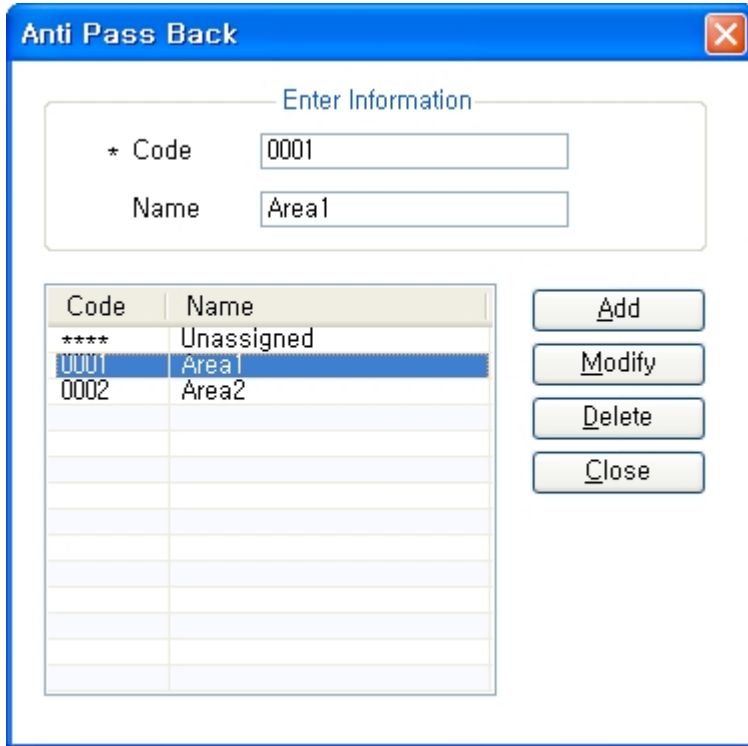 Anti Pass Back
Enter Information
* Code 0001
Name Area1
Code Name
**** Unassigned
0001 Area1
0002 Area2
Add
Modify
Delete
Close